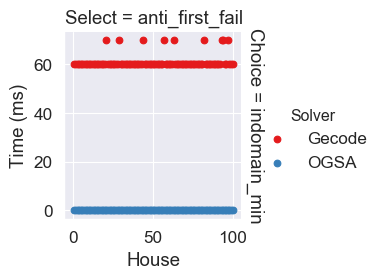 Select = anti_first_fail
Time (ms)
60
40
20
0
0 50 100
House
Choice = indomain_min
Solver
Gecode
OGSA